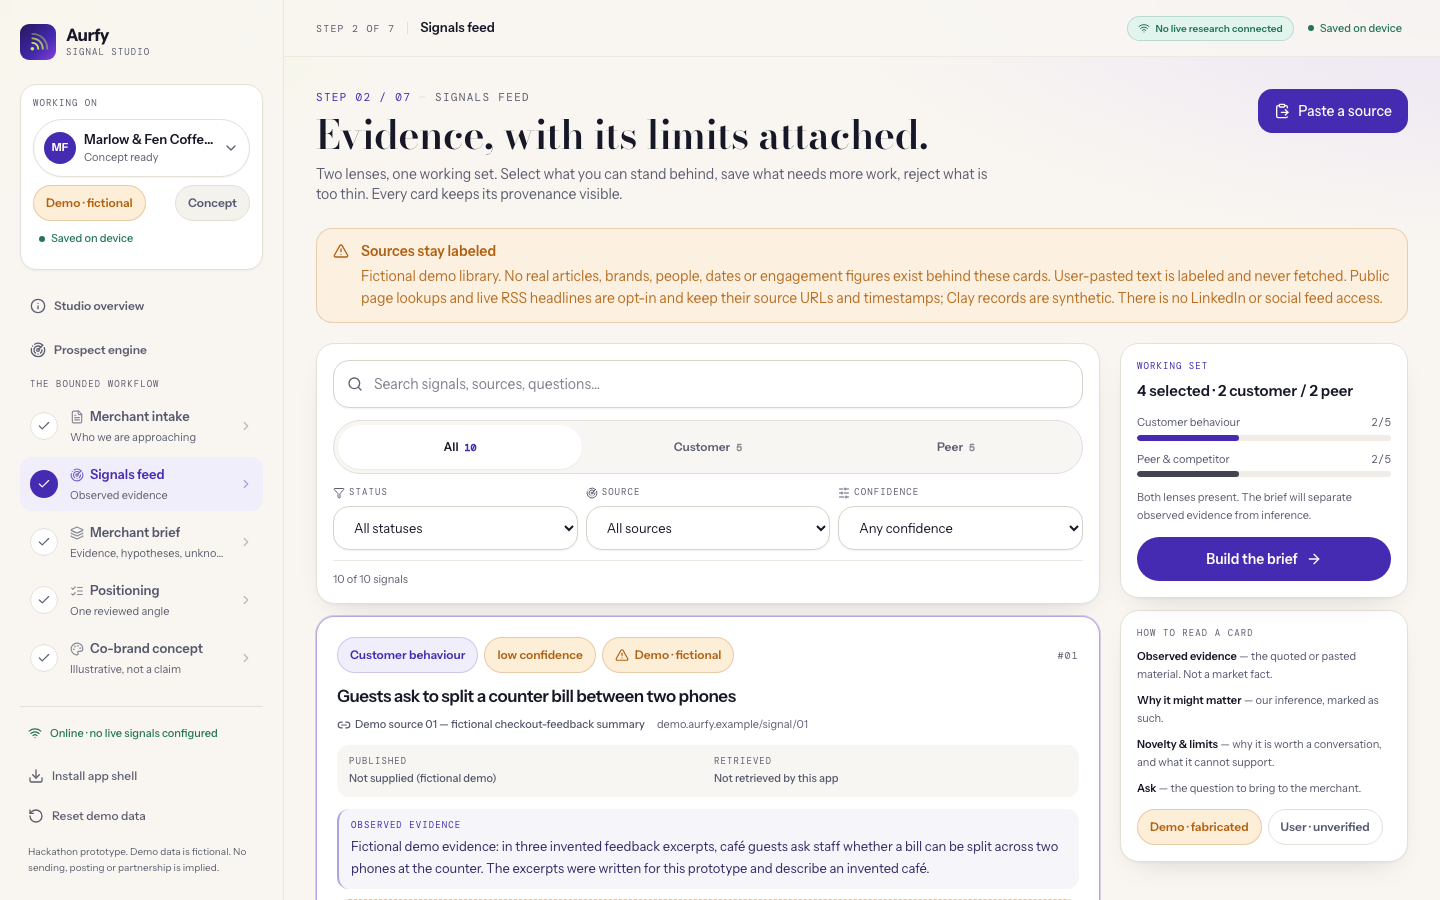 Aurfy
SIGNAL STUDIO
WORKING ON
MF
Marlow & Fen Coffe...
Concept ready
Demo · fictional
Concept
Saved on device
Studio overview
Prospect engine
THE BOUNDED WORKFLOW
Merchant intake
Who we are approaching
Signals feed
Observed evidence
Merchant brief
Evidence, hypotheses, unkno...
Positioning
One reviewed angle
Co-brand concept
Illustrative, not a claim
Online · no live signals configured
Install app shell
Reset demo data
Hackathon prototype. Demo data is fictional. No
sending, posting or partnership is implied.
STEP 2 OF 7
Signals feed
No live research connected
Saved on device
STEP 02 / 07 — SIGNALS FEED
Evidence, with its limits attached.
Two lenses, one working set. Select what you can stand behind, save what needs more work, reject what is
too thin. Every card keeps its provenance visible.
Paste a source
Sources stay labeled
Fictional demo library. No real articles, brands, people, dates or engagement figures exist behind these cards. User-pasted text is labeled and never fetched. Public
page lookups and live RSS headlines are opt-in and keep their source URLs and timestamps; Clay records are synthetic. There is no LinkedIn or social feed access.
Search signals, sources, questions...
All 10
Customer 5
Peer 5
STATUS
SOURCE
CONFIDENCE
All statuses
All sources
Any confidence
10 of 10 signals
Customer behaviour
low confidence
Demo · fictional
#01
Guests ask to split a counter bill between two phones
Demo source 01 — fictional checkout-feedback summary
demo.aurfy.example/signal/01
PUBLISHED
Not supplied (fictional demo)
RETRIEVED
Not retrieved by this app
OBSERVED EVIDENCE
Fictional demo evidence: in three invented feedback excerpts, café guests ask staff whether a bill can be split across two
phones at the counter. The excerpts were written for this prototype and describe an invented café.
WORKING SET
4 selected · 2 customer / 2 peer
Customer behaviour
2/5
Peer & competitor
2/5
Both lenses present. The brief will separate
observed evidence from inference.
Build the brief
HOW TO READ A CARD
Observed evidence — the quoted or pasted
material. Not a market fact.
Why it might matter — our inference, marked as
such.
Novelty & limits — why it is worth a conversation,
and what it cannot support.
Ask — the question to bring to the merchant.
Demo · fabricated
User · unverified